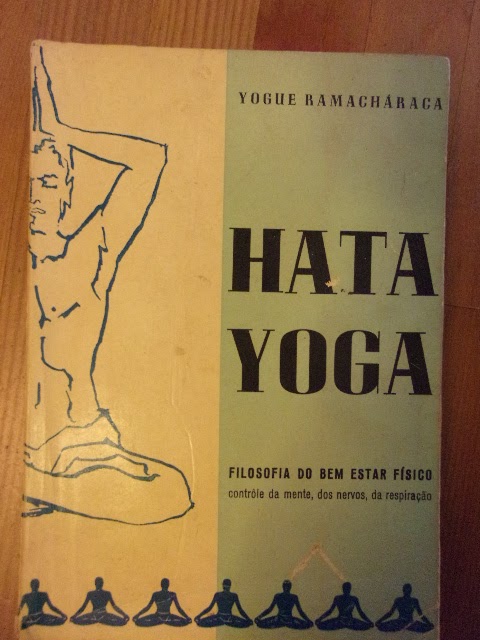 YOGUE RAMACHÁRACA
HATA
YOGA
FILOSOFIA DO BEM ESTAR FÍSICO
contrôle da mente, dos nervos, da respiração